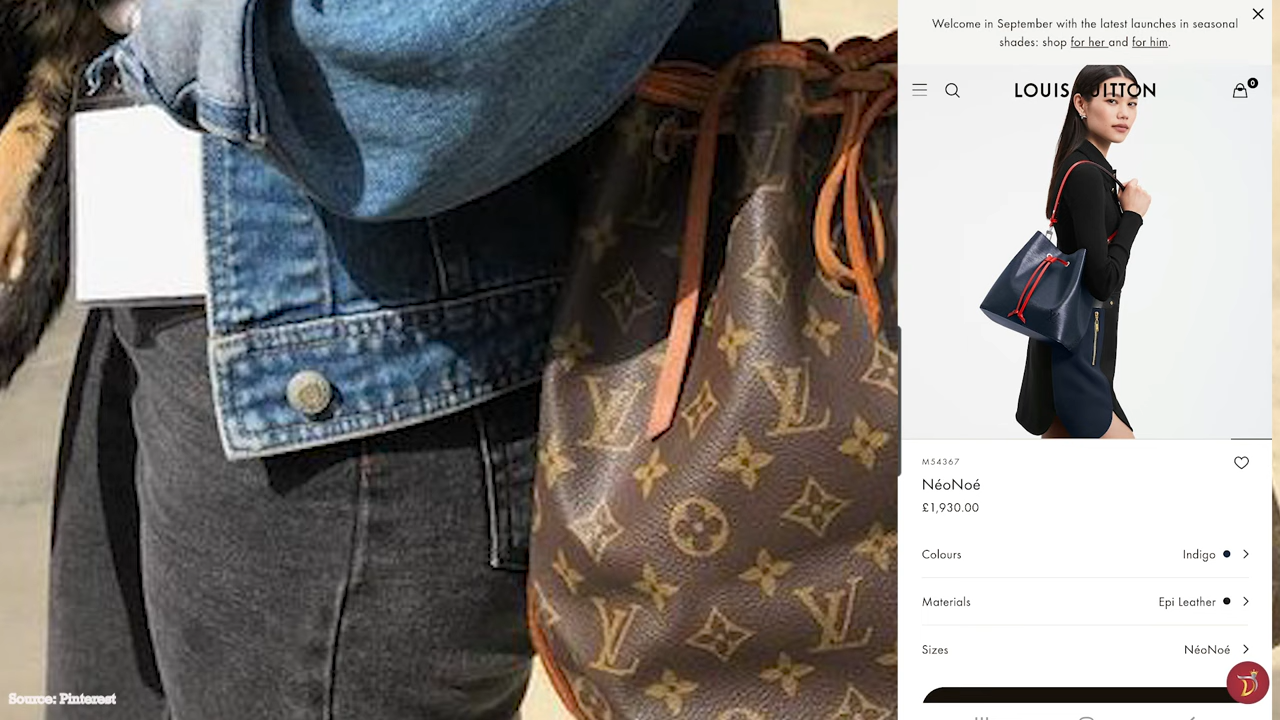 Welcome in September with the latest launches in seasonal
shades: shop for her and for him.
LOUIS VUITTON
0
M54367
NéoNoé
£1,930.00
Colours
Indigo
Materials
Epi Leather
Sizes
NéoNoé
Source: Pinterest